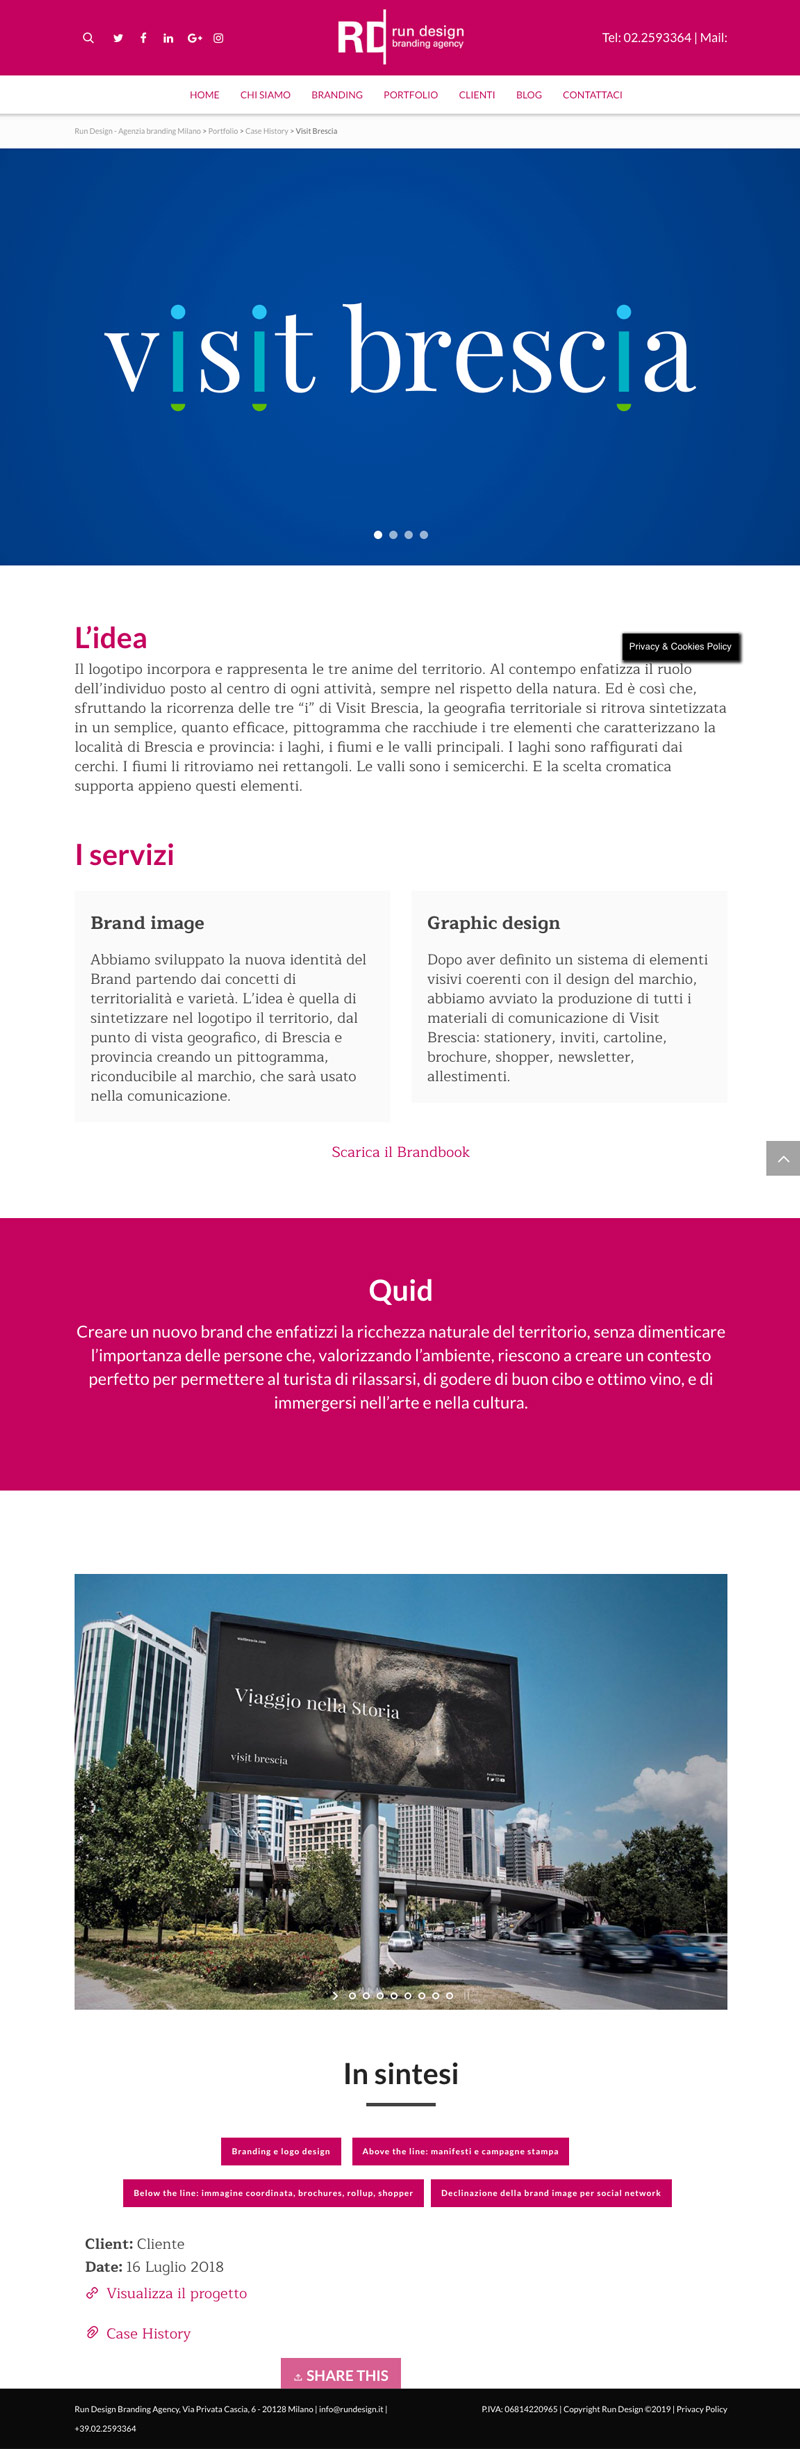 RD run design
branding agency
Tel: 02.2593364 | Mail:
HOME CHI SIAMO BRANDING PORTFOLIO CLIENTI BLOG CONTATTACI
Run Design - Agenzia branding Milano > Portfolio > Case History > Visit Brescia
visit brescia
L’idea
Privacy & Cookies Policy
Il logotipo incorpora e rappresenta le tre anime del territorio. Al contempo enfatizza il ruolo
dell’individuo posto al centro di ogni attività, sempre nel rispetto della natura. Ed è così che,
sfruttando la ricorrenza delle tre “i” di Visit Brescia, la geografia territoriale si ritrova sintetizzata
in un semplice, quanto efficace, pittogramma che racchiude i tre elementi che caratterizzano la
località di Brescia e provincia: i laghi, i fiumi e le valli principali. I laghi sono raffigurati dai
cerchi. I fiumi li ritroviamo nei rettangoli. Le valli sono i semicerchi. E la scelta cromatica
supporta appieno questi elementi.
I servizi
Brand image
Abbiamo sviluppato la nuova identità del
Brand partendo dai concetti di
territorialità e varietà. L’idea è quella di
sintetizzare nel logotipo il territorio, dal
punto di vista geografico, di Brescia e
provincia creando un pittogramma,
riconducibile al marchio, che sarà usato
nella comunicazione.
Graphic design
Dopo aver definito un sistema di elementi
visivi coerenti con il design del marchio,
abbiamo avviato la produzione di tutti i
materiali di comunicazione di Visit
Brescia: stationery, inviti, cartoline,
brochure, shopper, newsletter,
allestimenti.
Scarica il Brandbook
Quid
Creare un nuovo brand che enfatizzi la ricchezza naturale del territorio, senza dimenticare
l’importanza delle persone che, valorizzando l’ambiente, riescono a creare un contesto
perfetto per permettere al turista di rilassarsi, di godere di buon cibo e ottimo vino, e di
immergersi nell’arte e nella cultura.
visitbrescia.com
Viaggio nella Storia
visit brescia
In sintesi
Branding e logo design
Above the line: manifesti e campagne stampa
Below the line: immagine coordinata, brochures, rollup, shopper
Declinazione della brand image per social network
Client: Cliente
Date: 16 Luglio 2018
Visualizza il progetto
Case History
SHARE THIS
Run Design Branding Agency, Via Privata Cascia, 6 - 20128 Milano | info@rundesign.it |
+39.02.2593364
P.IVA: 06814220965 | Copyright Run Design ©2019 | Privacy Policy